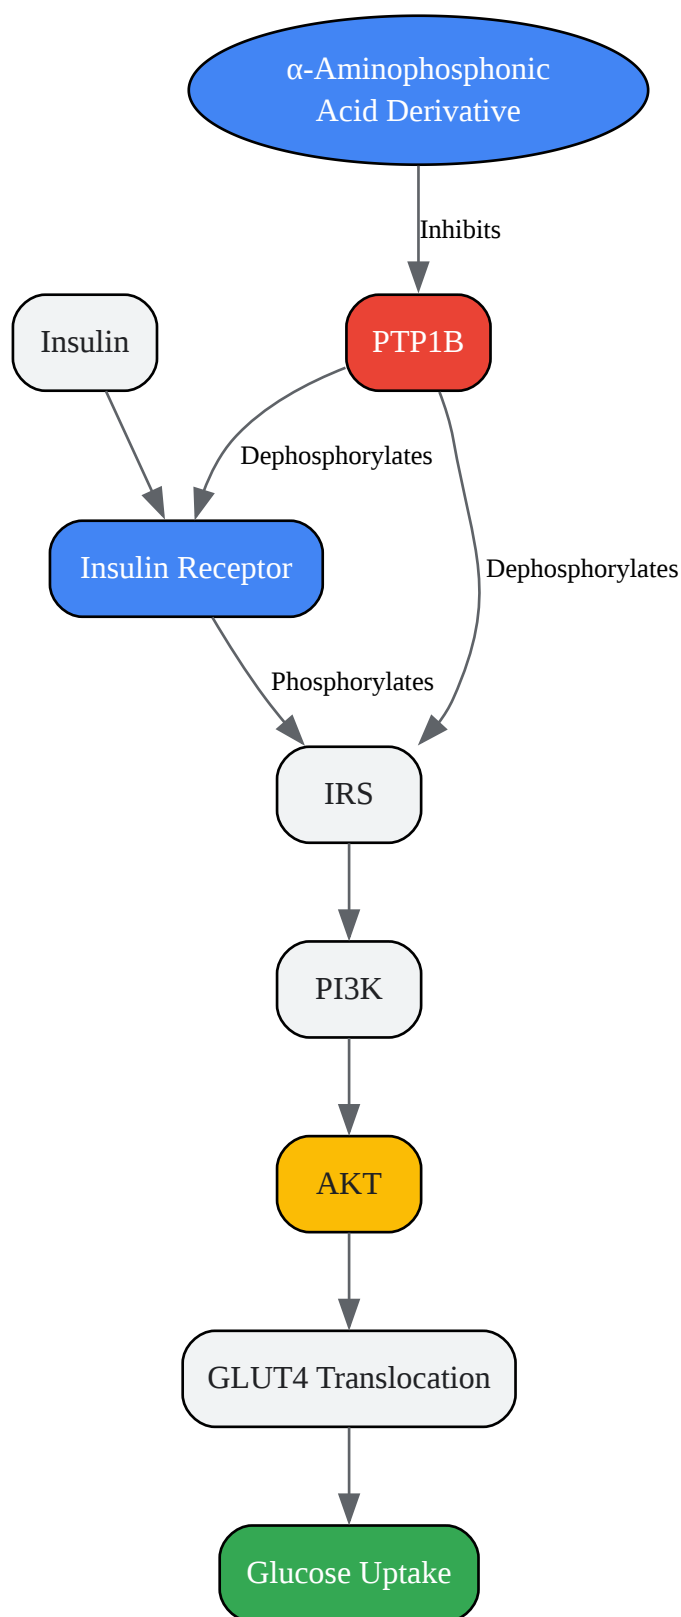 α-Aminophosphonic
Acid Derivative
Inhibits
Insulin
PTP1B
Dephosphorylates
Insulin Receptor
Dephosphorylates
Phosphorylates
IRS
PI3K
AKT
GLUT4 Translocation
Glucose Uptake